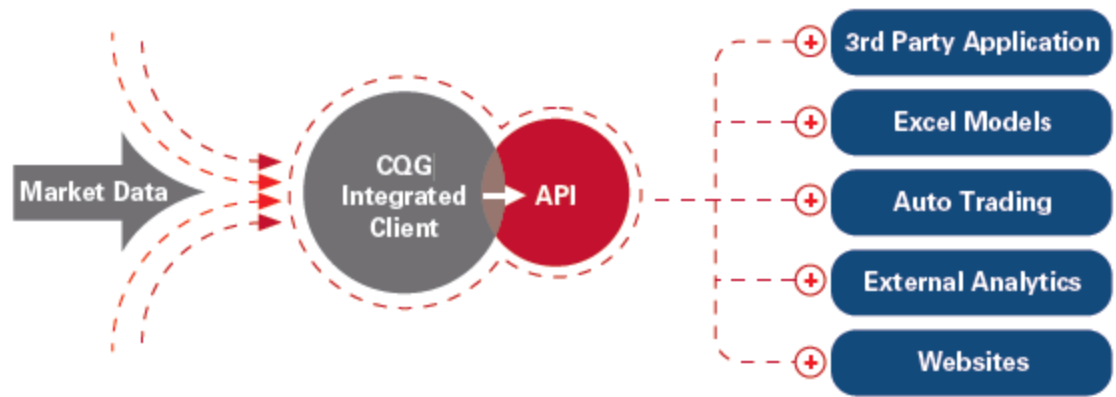 Market Data
CQG
Integrated
Client
API
3rd Party Application
Excel Models
Auto Trading
External Analytics
Websites